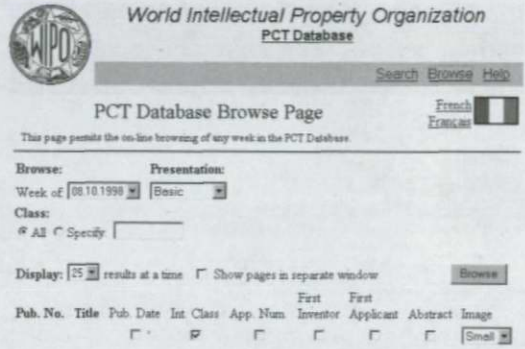 WIPO
World Intellectual Property Organization
PCT Database
Search Browse Help
PCT Database Browse Page
French
Francais
This page permits the on-line browsing of any week in the PCT Database.
Browse: Presentation:
Week of 08.10.1998 Basic
Class:
All Specify
Display: 25 results at a time Show pages in separate window Browse
First First
Pub. No. Title Pub. Date Int. Class App. Num. Inventor Applicant Abstract Image
Small